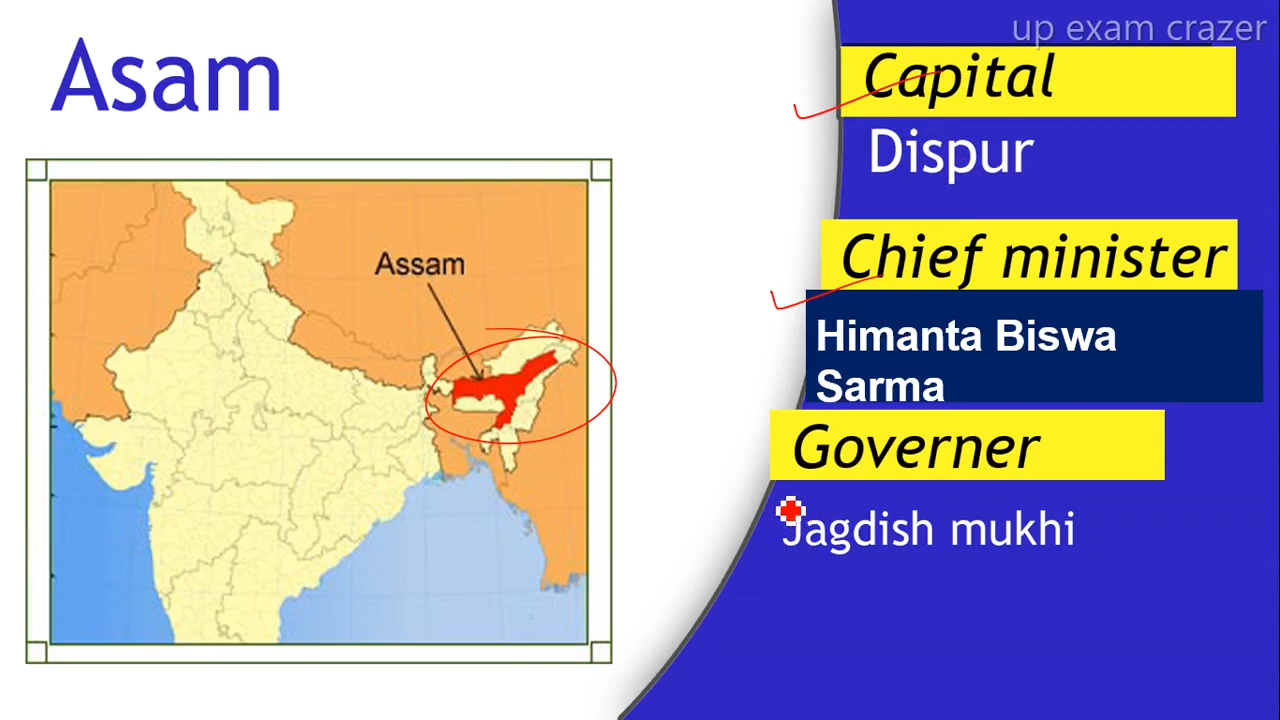 up exam crazer
Asam
Assam
Capital
Dispur
Chief minister
Himanta Biswa
Sarma
Governer
Jagdish mukhi